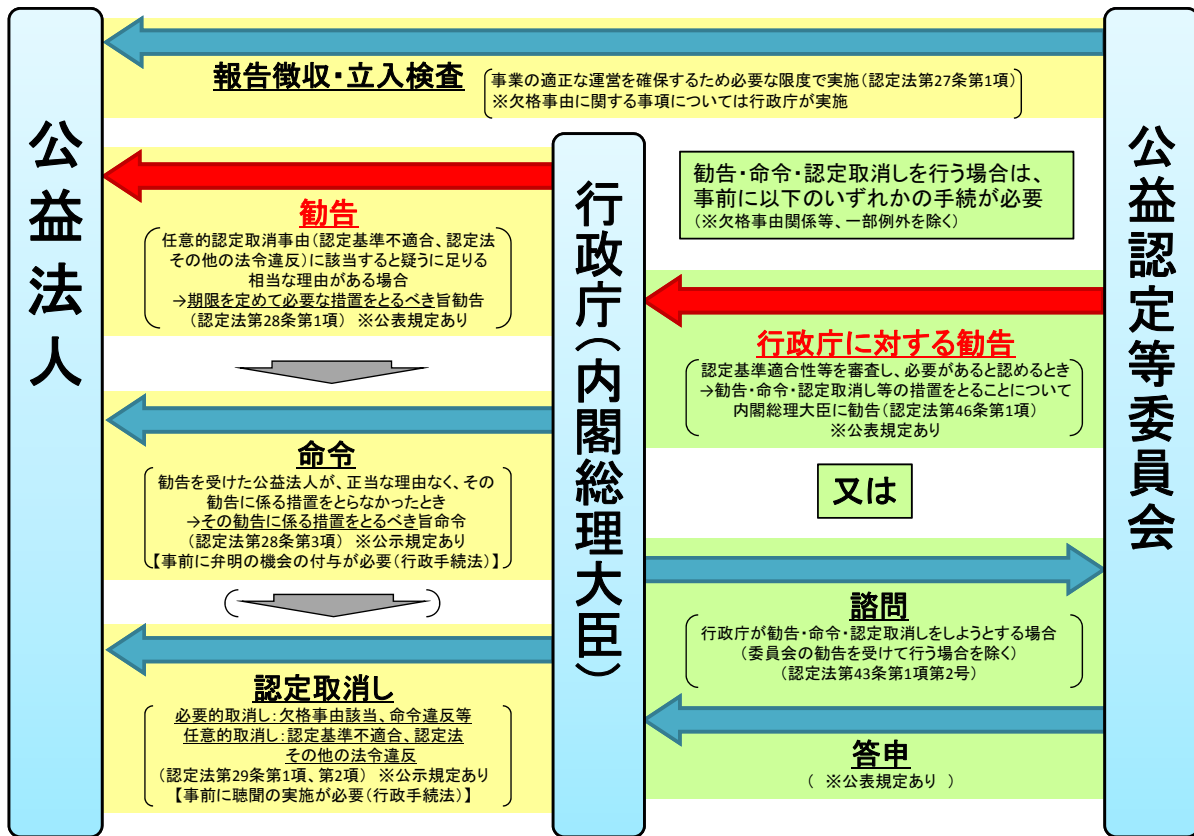 公益法人
報告徴収・立入検査
事業の適正な運営を確保するため必要な限度で実施(認定法第27条第1項)
※欠格事由に関する事項については行政庁が実施
勧告
任意的認定取消事由(認定基準不適合、認定法
その他の法令違反)に該当すると疑うに足りる
相当な理由がある場合
→期限を定めて必要な措置をとるべき旨勧告
(認定法第28条第1項) ※公表規定あり
命令
勧告を受けた公益法人が、正当な理由なく、その
勧告に係る措置をとらなかったとき
→その勧告に係る措置をとるべき旨命令
(認定法第28条第3項) ※公示規定あり
【事前に弁明の機会の付与が必要(行政手続法)】
認定取消し
必要的取消し:欠格事由該当、命令違反等
任意的取消し:認定基準不適合、認定法
その他の法令違反
(認定法第29条第1項、第2項) ※公示規定あり
【事前に聴聞の実施が必要(行政手続法)】
行政庁(内閣総理大臣)
勧告・命令・認定取消しを行う場合は、
事前に以下のいずれかの手続が必要
(※欠格事由関係等、一部例外を除く)
行政庁に対する勧告
認定基準適合性等を審査し、必要があると認めるとき
→勧告・命令・認定取消し等の措置をとることについて
内閣総理大臣に勧告(認定法第46条第1項)
※公表規定あり
又は
諮問
行政庁が勧告・命令・認定取消しをしようとする場合
(委員会の勧告を受けて行う場合を除く)
(認定法第43条第1項第2号)
答申
( ※公表規定あり )
公益認定等委員会